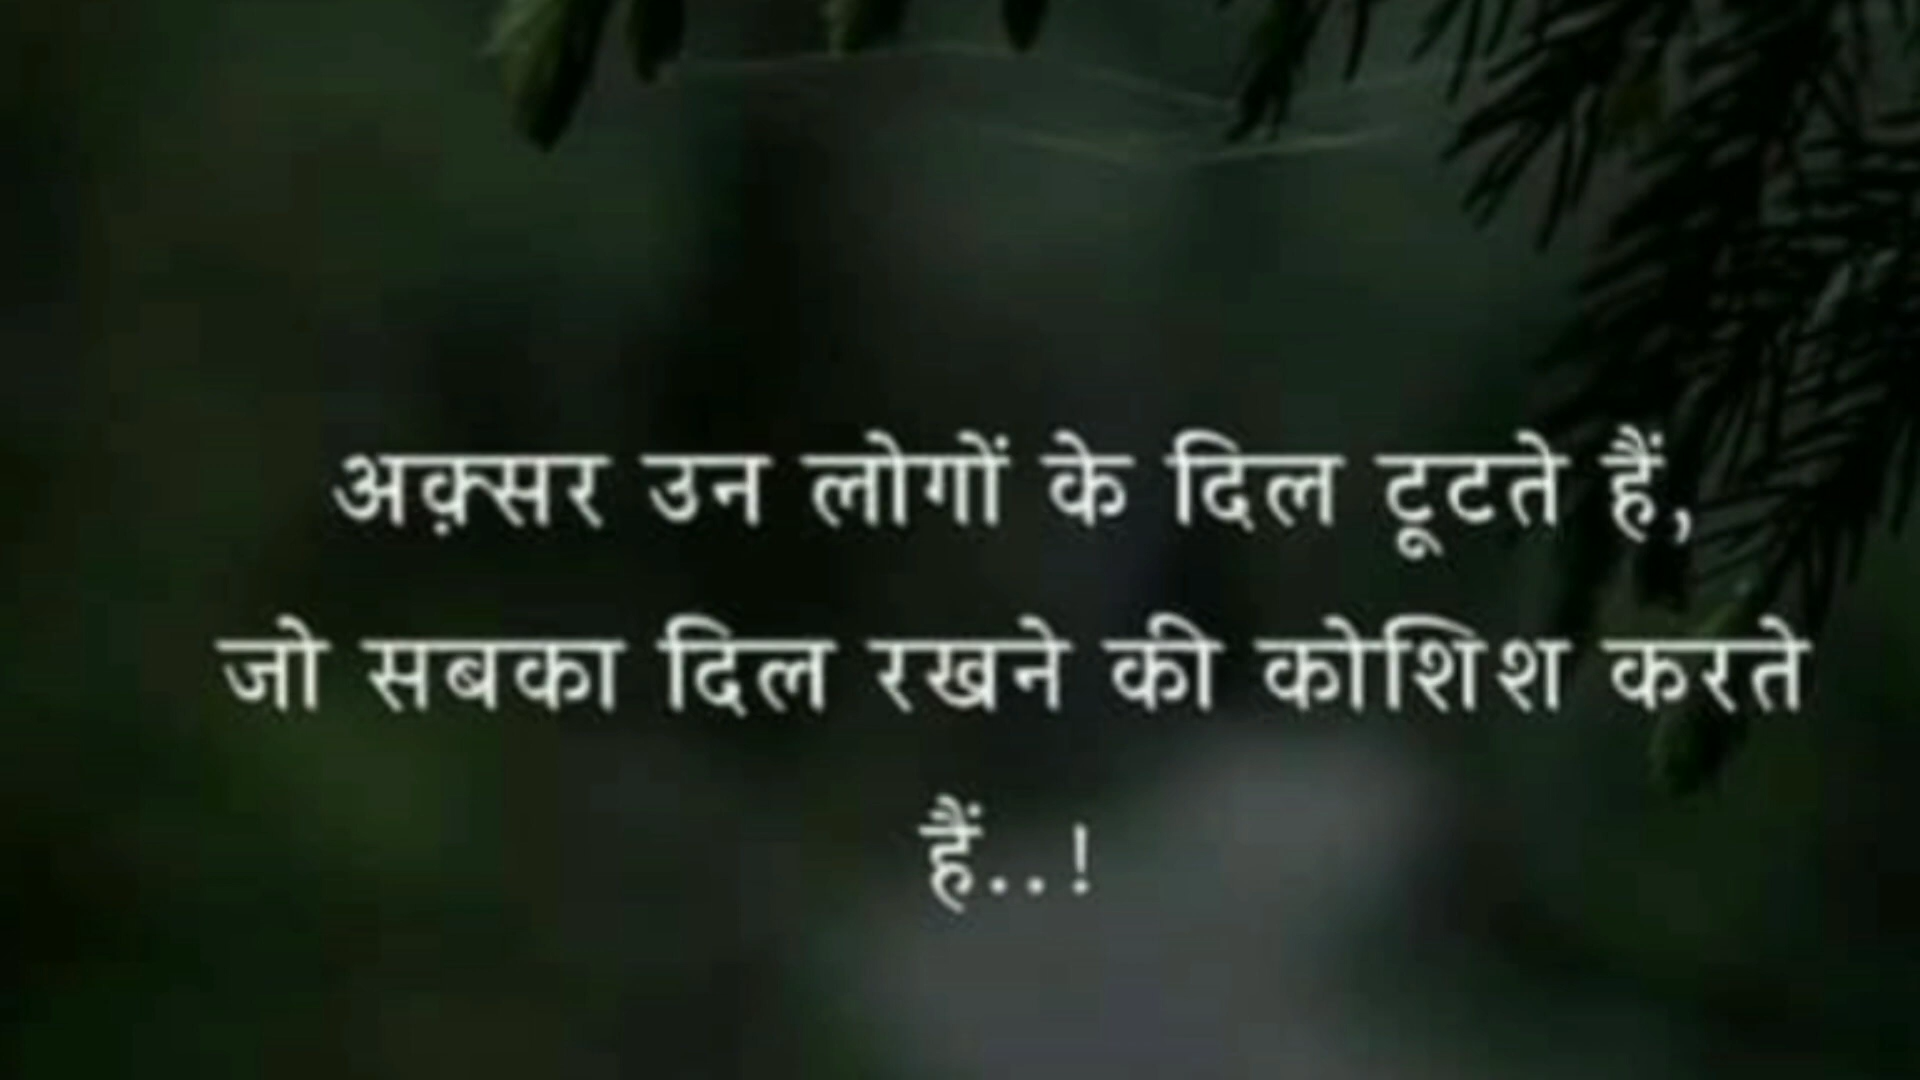 अक़्सर उन लोगों के दिल टूटते हैं,
जो सबका दिल रखने की कोशिश करते
हैं..!